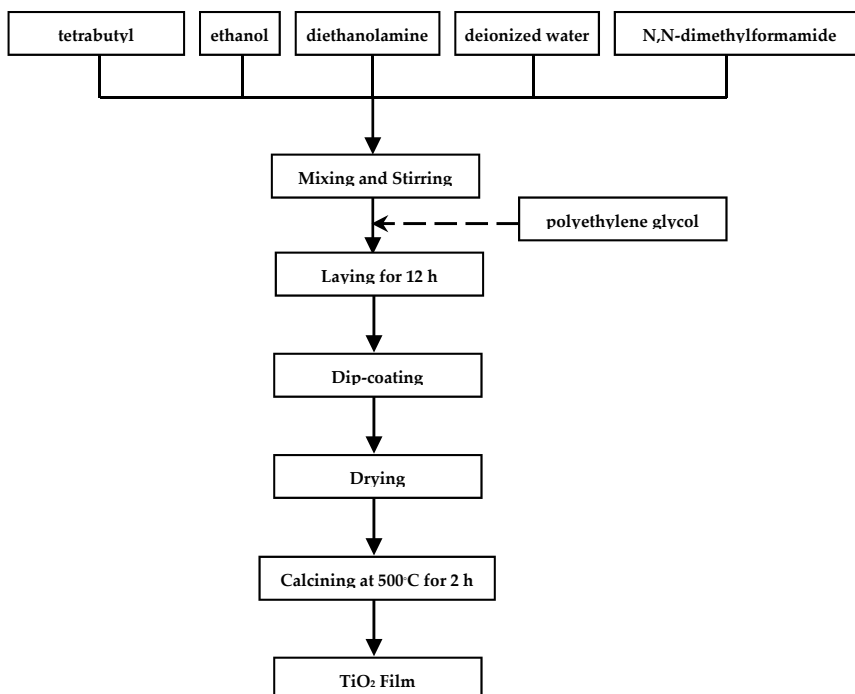 tetrabutyl
ethanol
diethanolamine
deionized water
N,N-dimethylformamide
Mixing and Stirring
polyethylene glycol
Laying for 12 h
Dip-coating
Drying
Calcining at 500°C for 2 h
TiO₂ Film